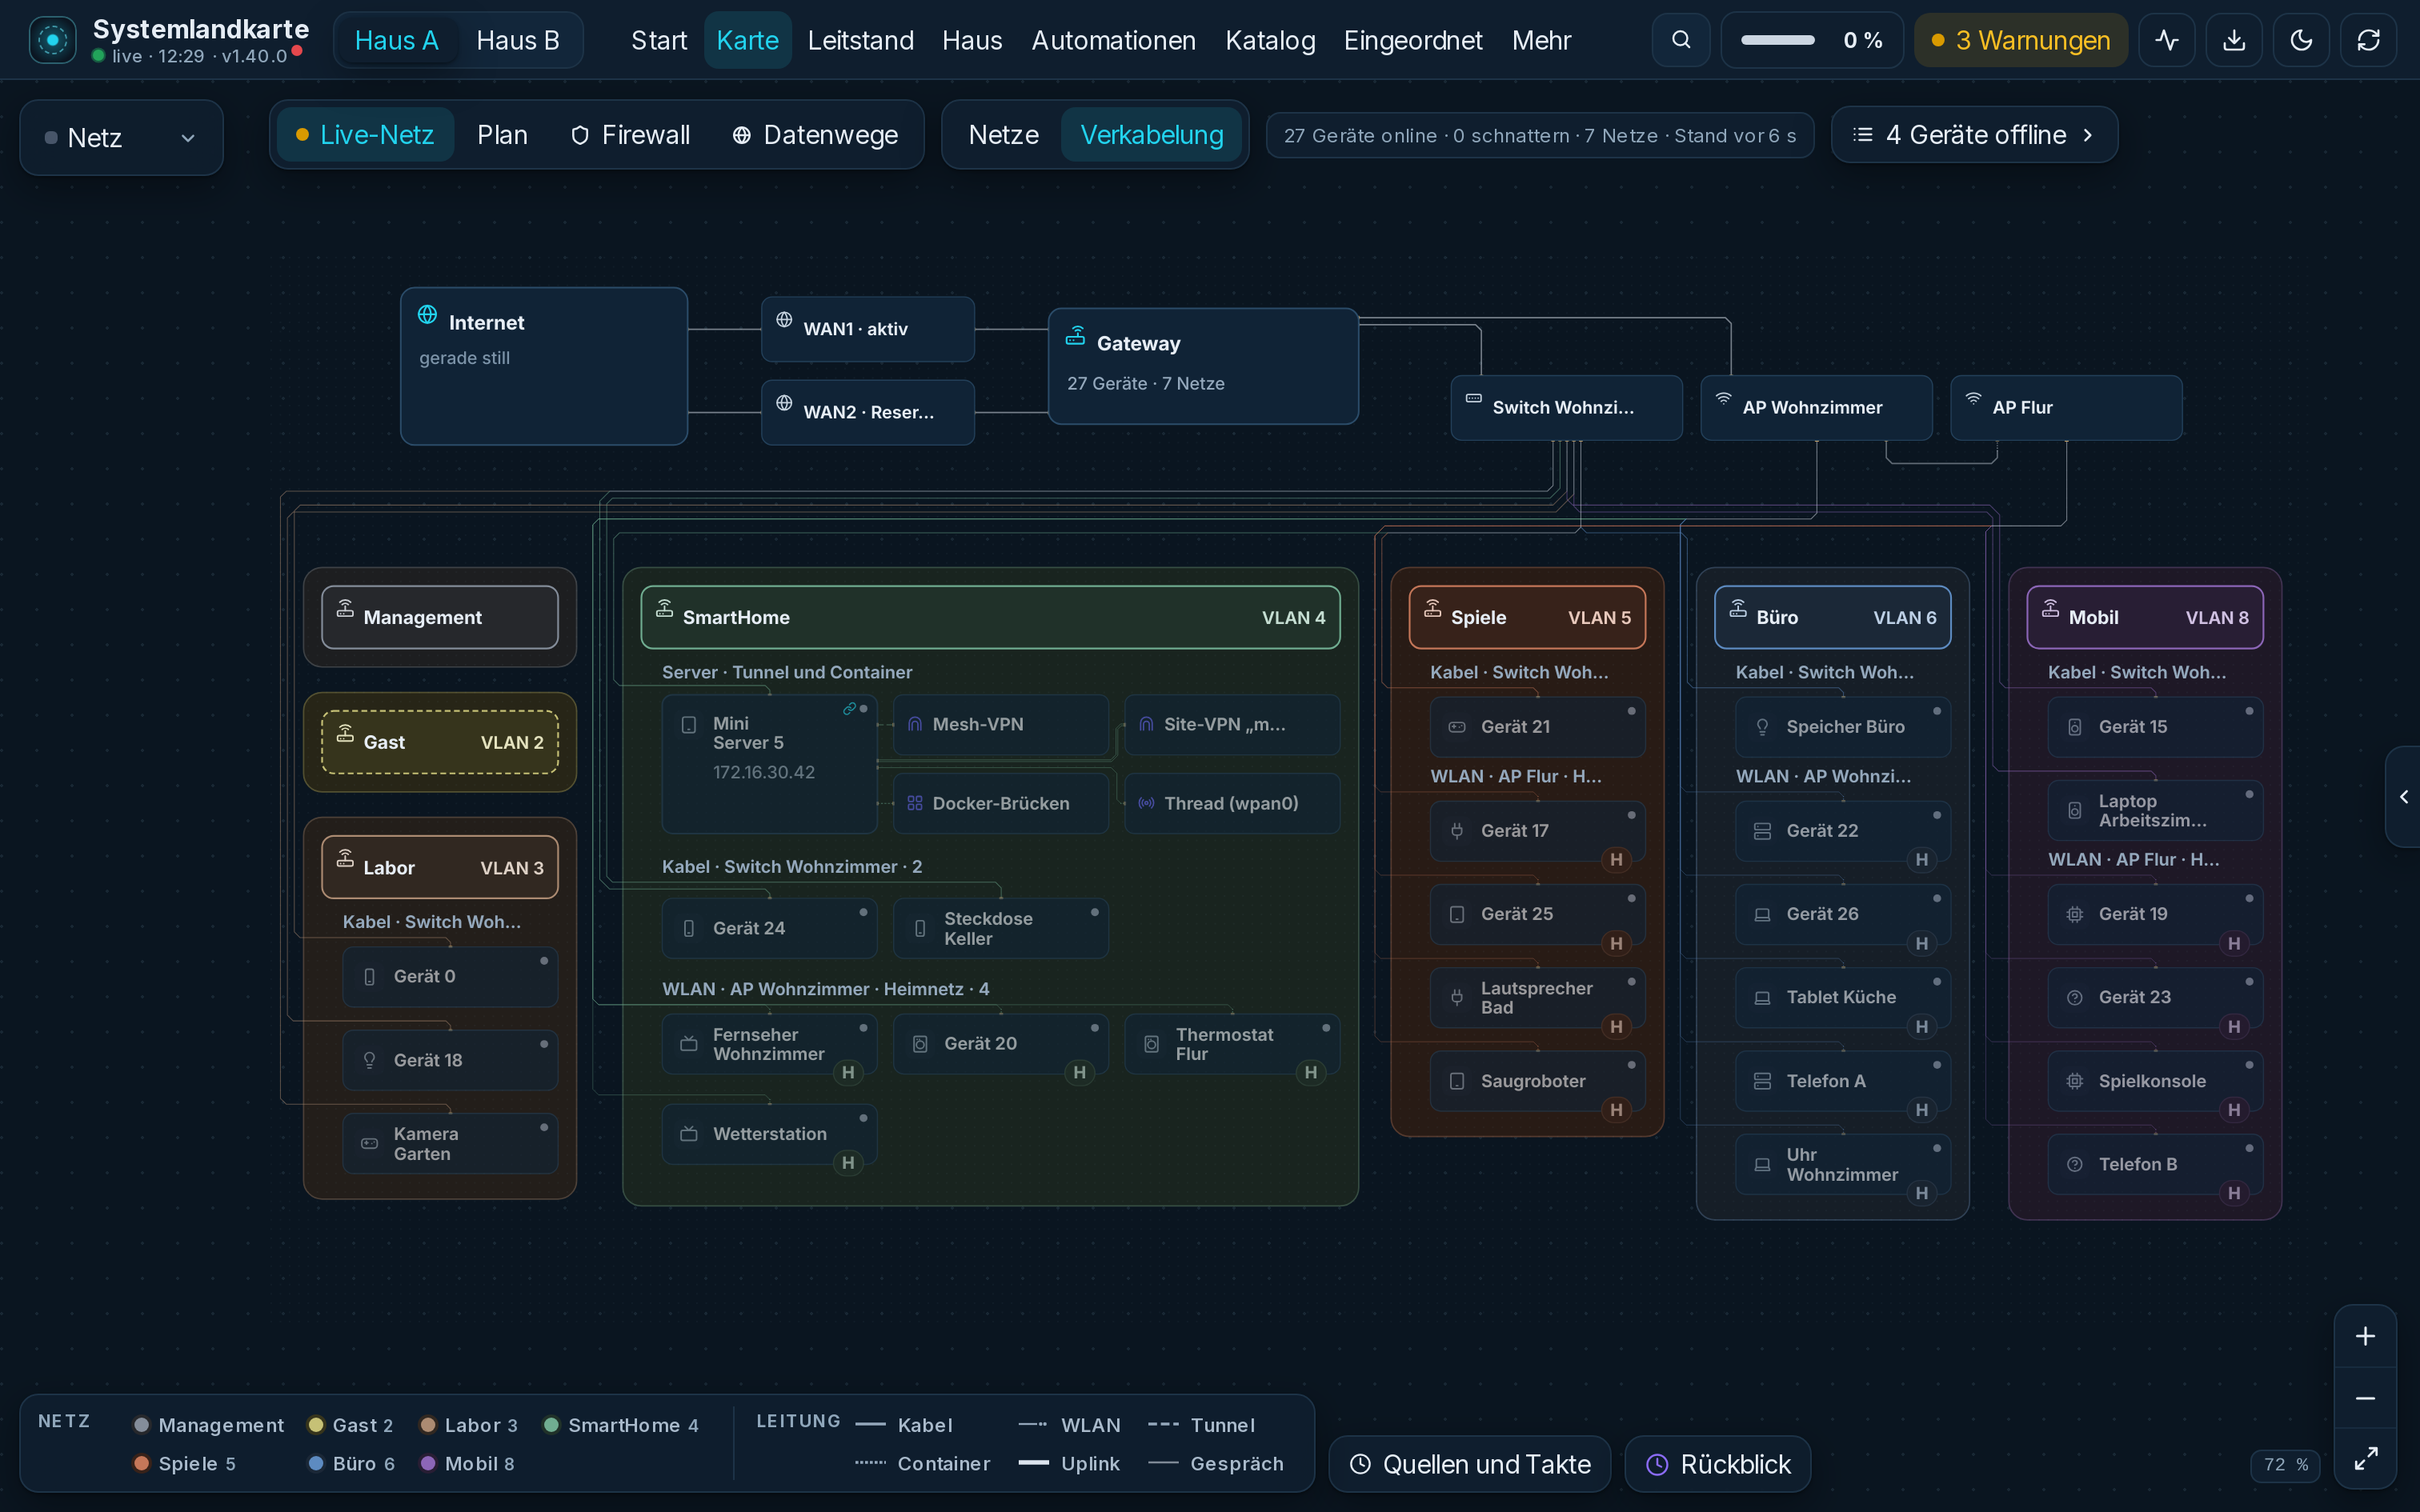 Systemlandkarte
live · 12:29 · v1.40.0
Haus A
Haus B
Start
Karte
Leitstand
Haus
Automationen
Katalog
Eingeordnet
Mehr
0 %
3 Warnungen
Netz
Live-Netz
Plan
Firewall
Datenwege
Netze
Verkabelung
27 Geräte online · 0 schnattern · 7 Netze · Stand vor 6 s
4 Geräte offline
Internet
gerade still
WAN1 · aktiv
WAN2 · Reser…
Gateway
27 Geräte · 7 Netze
Switch Wohnzi…
AP Wohnzimmer
AP Flur
Management
Gast VLAN 2
Labor VLAN 3
Kabel · Switch Woh…
Gerät 0
Gerät 18
Kamera
Garten
SmartHome VLAN 4
Server · Tunnel und Container
Mini
Server 5
172.16.30.42
Mesh-VPN
Site-VPN „m…
Docker-Brücken
Thread (wpan0)
Kabel · Switch Wohnzimmer · 2
Gerät 24
Steckdose
Keller
WLAN · AP Wohnzimmer · Heimnetz · 4
Fernseher
Wohnzimmer
H
Gerät 20
H
Thermostat
Flur
H
Wetterstation
H
Spiele VLAN 5
Kabel · Switch Woh…
Gerät 21
WLAN · AP Flur · H…
Gerät 17
H
Gerät 25
H
Lautsprecher
Bad
H
Saugroboter
H
Büro VLAN 6
Kabel · Switch Woh…
Speicher Büro
WLAN · AP Wohnzi…
Gerät 22
H
Gerät 26
H
Tablet Küche
H
Telefon A
H
Uhr
Wohnzimmer
H
Mobil VLAN 8
Kabel · Switch Woh…
Gerät 15
Laptop
Arbeitszim…
WLAN · AP Flur · H…
Gerät 19
H
Gerät 23
H
Spielkonsole
H
Telefon B
H
NETZ
Management
Gast 2
Labor 3
SmartHome 4
Spiele 5
Büro 6
Mobil 8
LEITUNG
Kabel
WLAN
Tunnel
Container
Uplink
Gespräch
Quellen und Takte
Rückblick
72 %